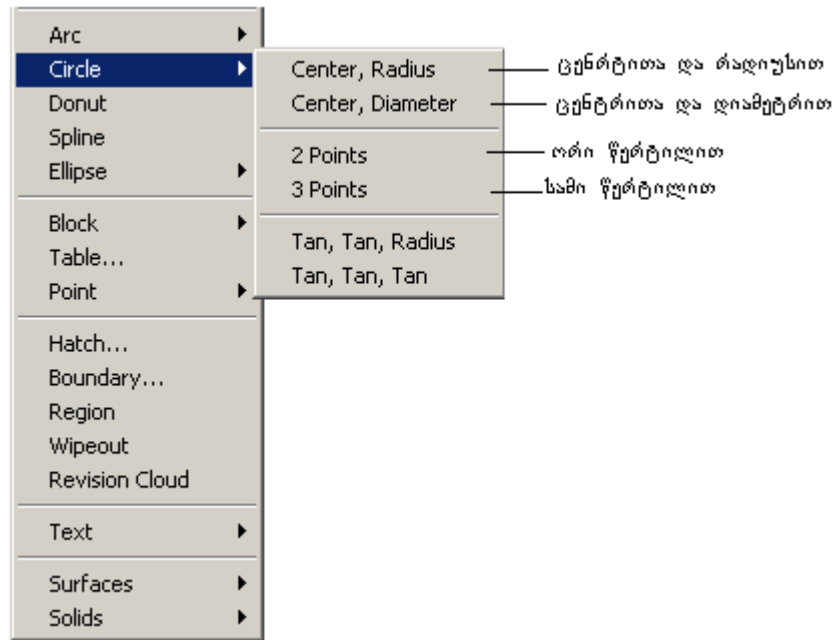 Arc
Circle
Donut
Spline
Ellipse
Block
Table...
Point
Hatch...
Boundary...
Region
Wipeout
Revision Cloud
Text
Surfaces
Solids
Center, Radius
Center, Diameter
2 Points
3 Points
Tan, Tan, Radius
Tan, Tan, Tan
ცენრტითა და რადიუსით
ცენტრითა და დიამეტრით
ორი წერტილით
სამი წერტილით